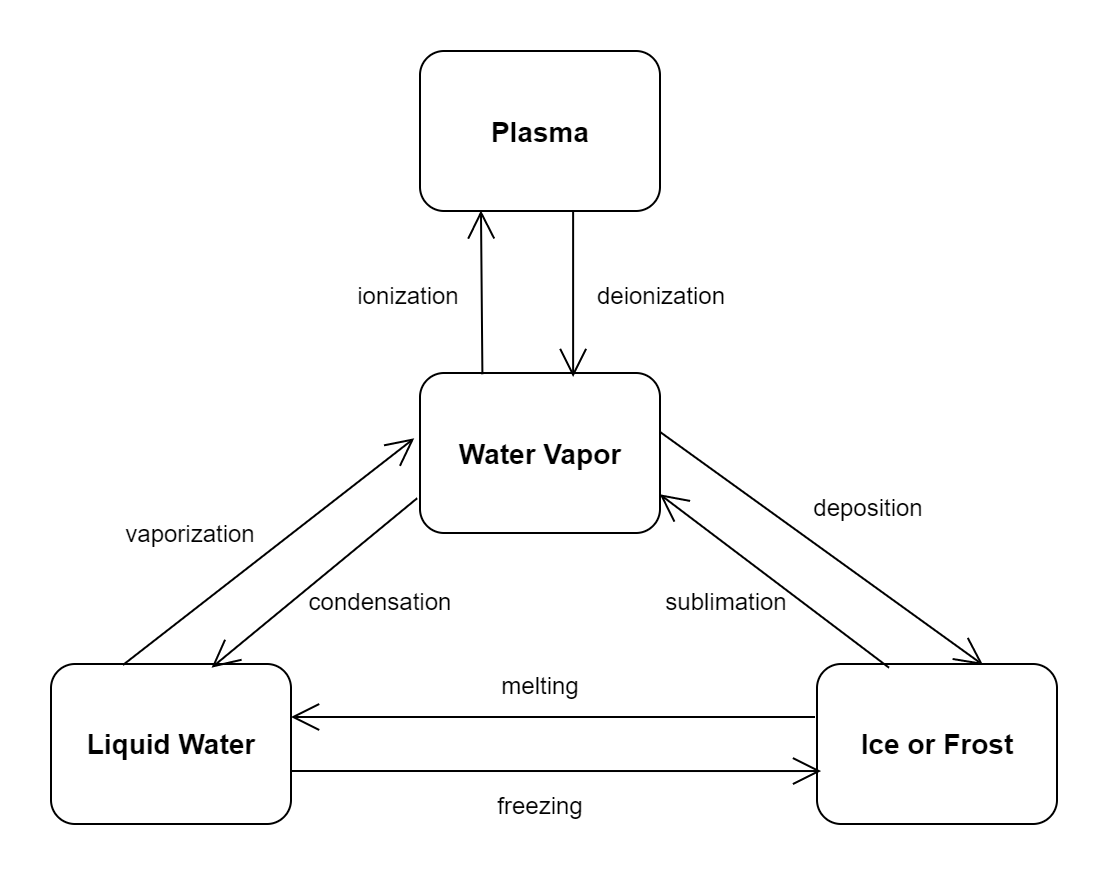 Plasma
ionization
deionization
Water Vapor
deposition
vaporization
condensation
sublimation
melting
Liquid Water
Ice or Frost
freezing